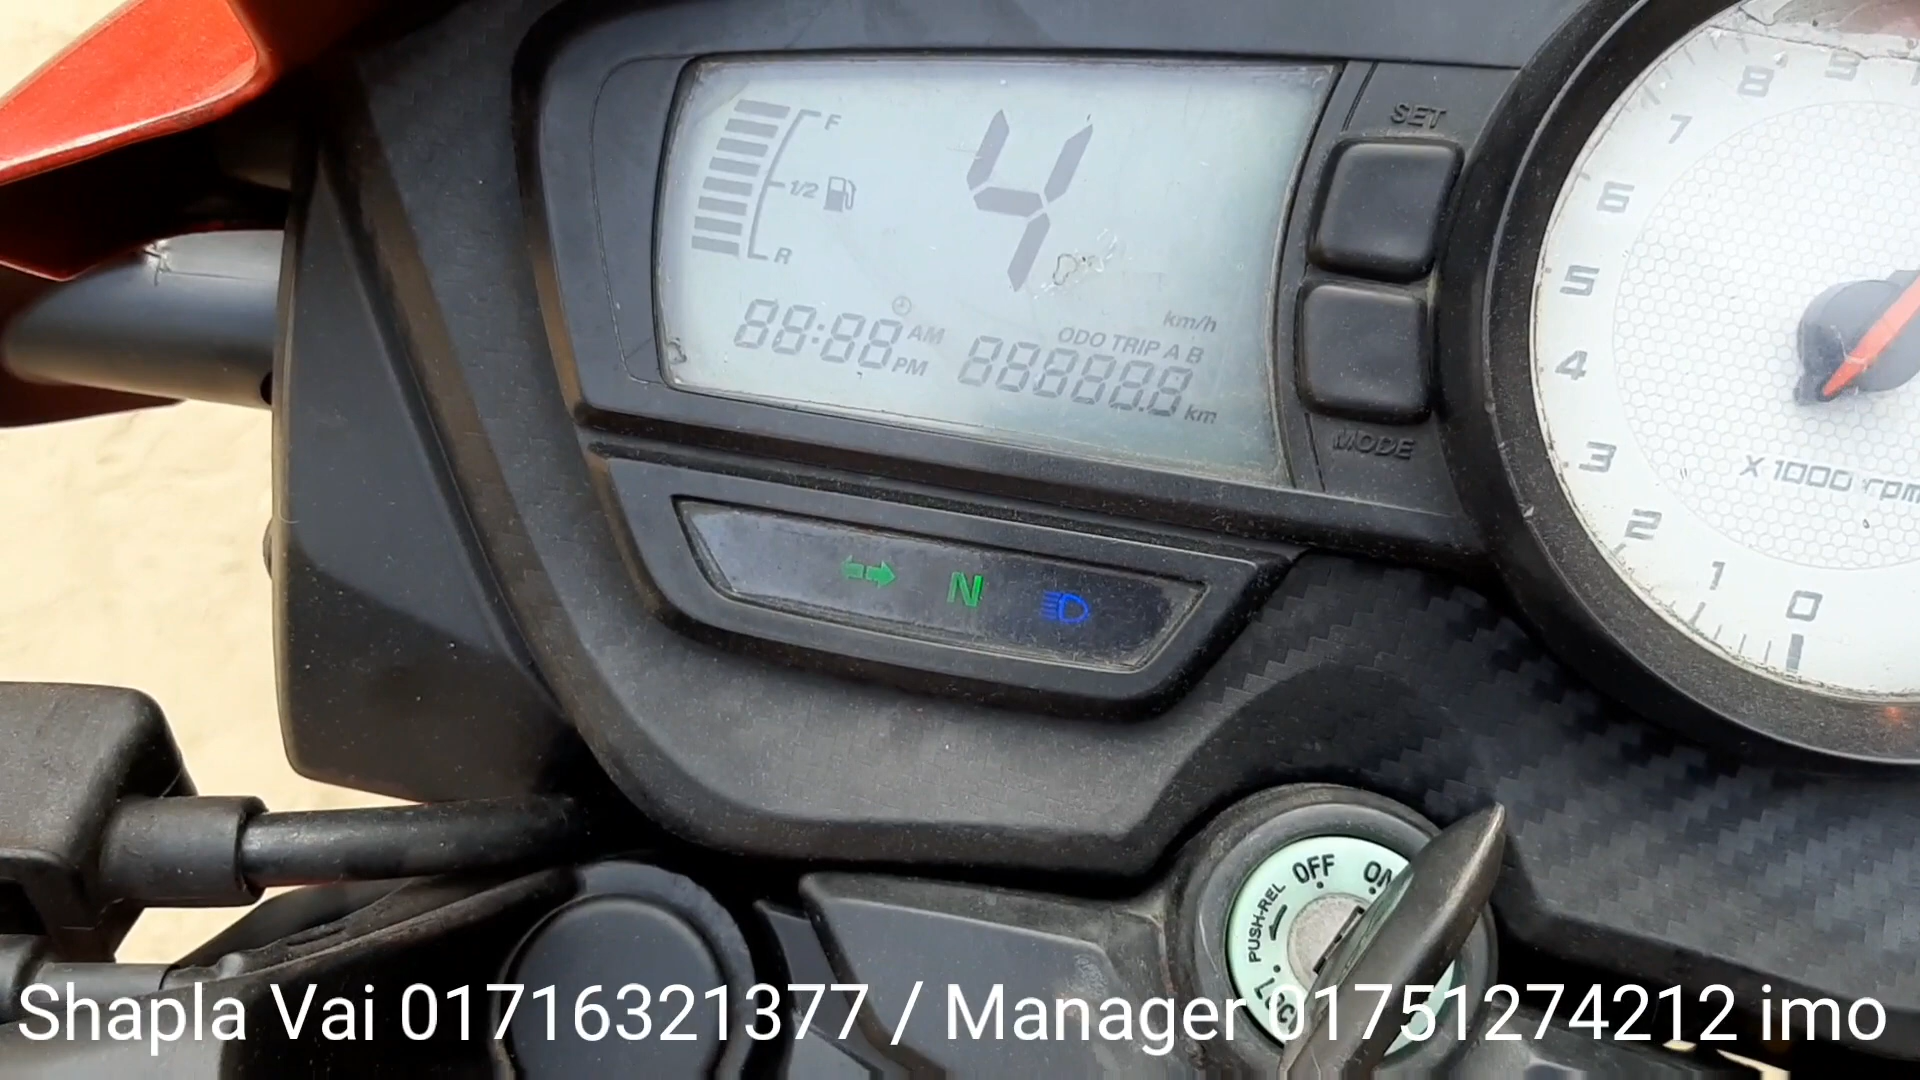 F
1/2
R
4
km/h
88:88 AM PM
ODO TRIP A B
88888.8 km
SET
MODE
8
7
6
5
4
3
2
1
0
X 1000 rpm
N
OFF
ON
PUSH-REL
Shapla Vai 01716321377 / Manager 01751274212 imo